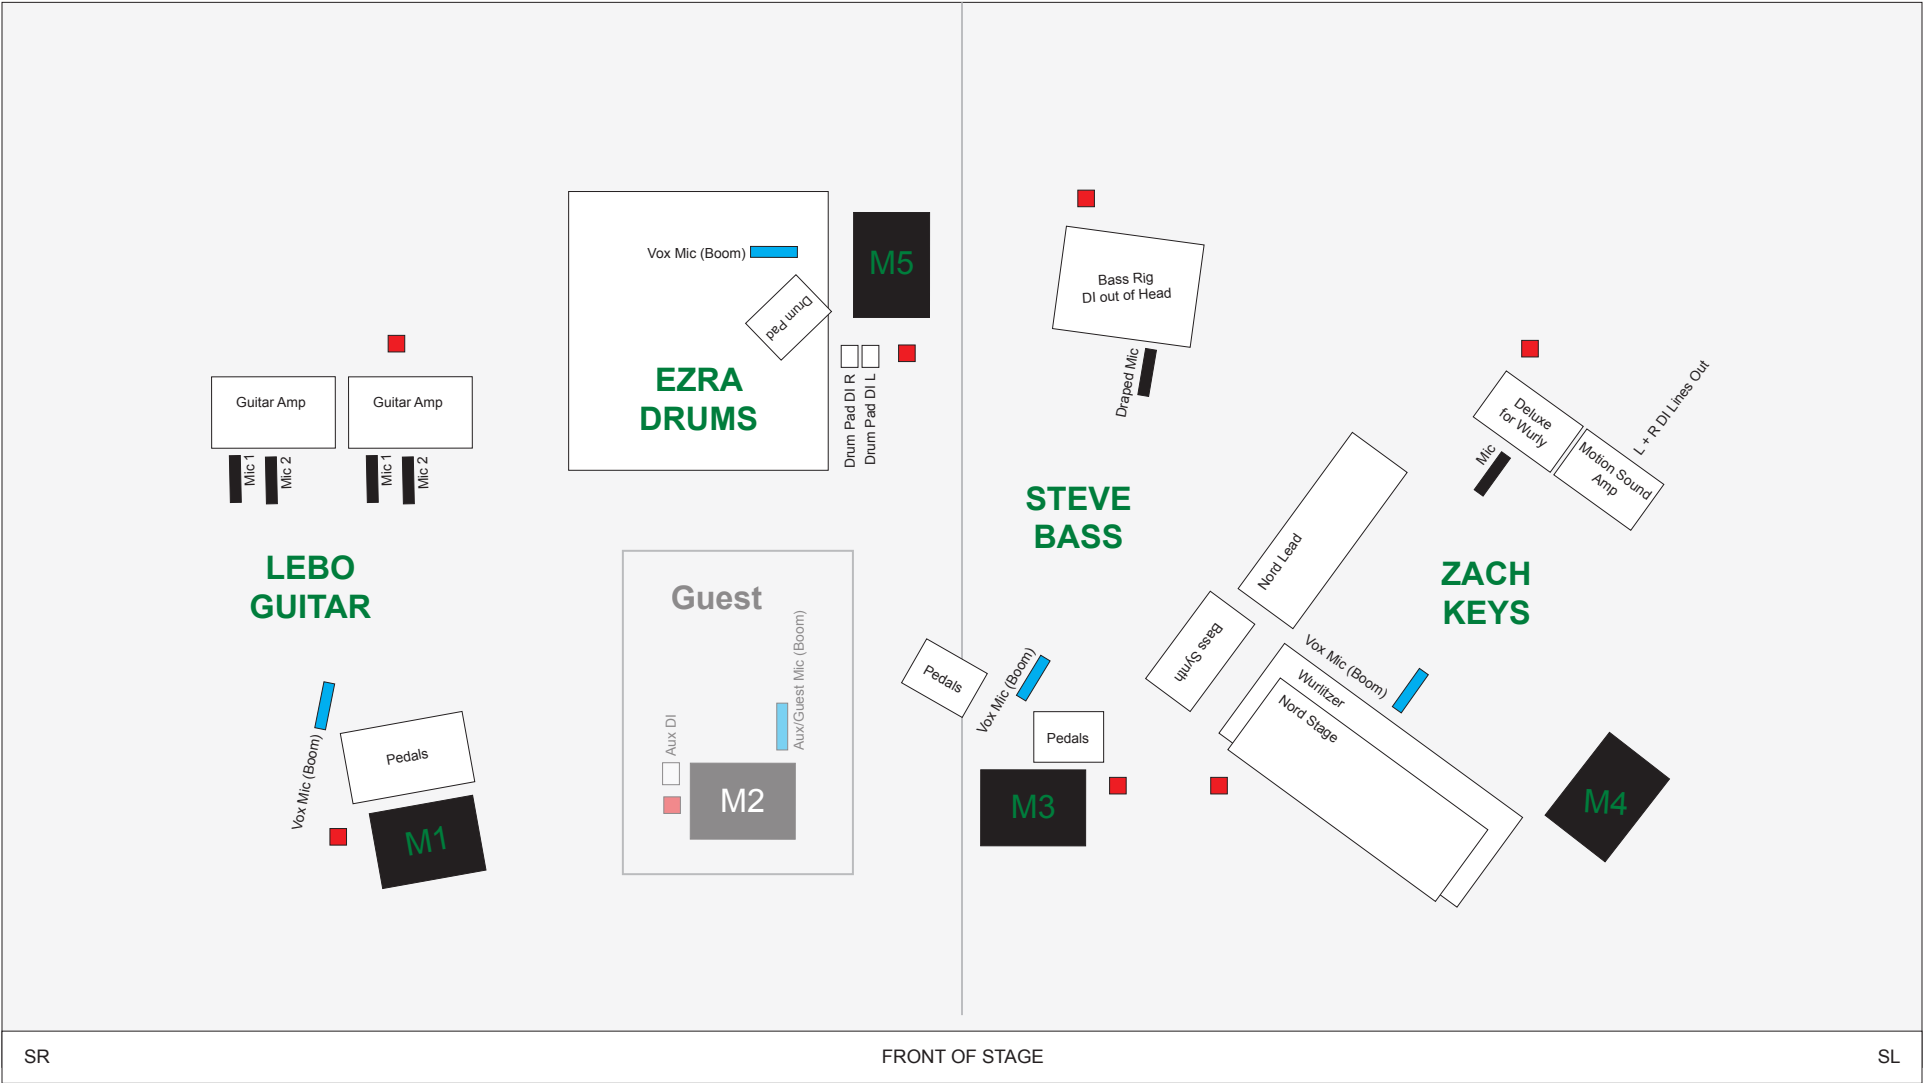 Vox Mic (Boom)
M5
Drum Pad
EZRA
DRUMS
Drum Pad DI R
Drum Pad DI L
Bass Rig
DI out of Head
Draped Mic
STEVE
BASS
Guitar Amp
Guitar Amp
Mic 1
Mic 2
Mic 1
Mic 2
LEBO
GUITAR
Vox Mic (Boom)
Pedals
M1
Guest
Aux DI
Aux/Guest Mic (Boom)
M2
Pedals
Vox Mic (Boom)
Pedals
M3
Deluxe
for Wurly
Mic
Motion Sound
Amp
L + R DI Lines Out
Nord Lead
Bass Synth
ZACH
KEYS
Vox Mic (Boom)
Wurlitzer
Nord Stage
M4
SR
FRONT OF STAGE
SL